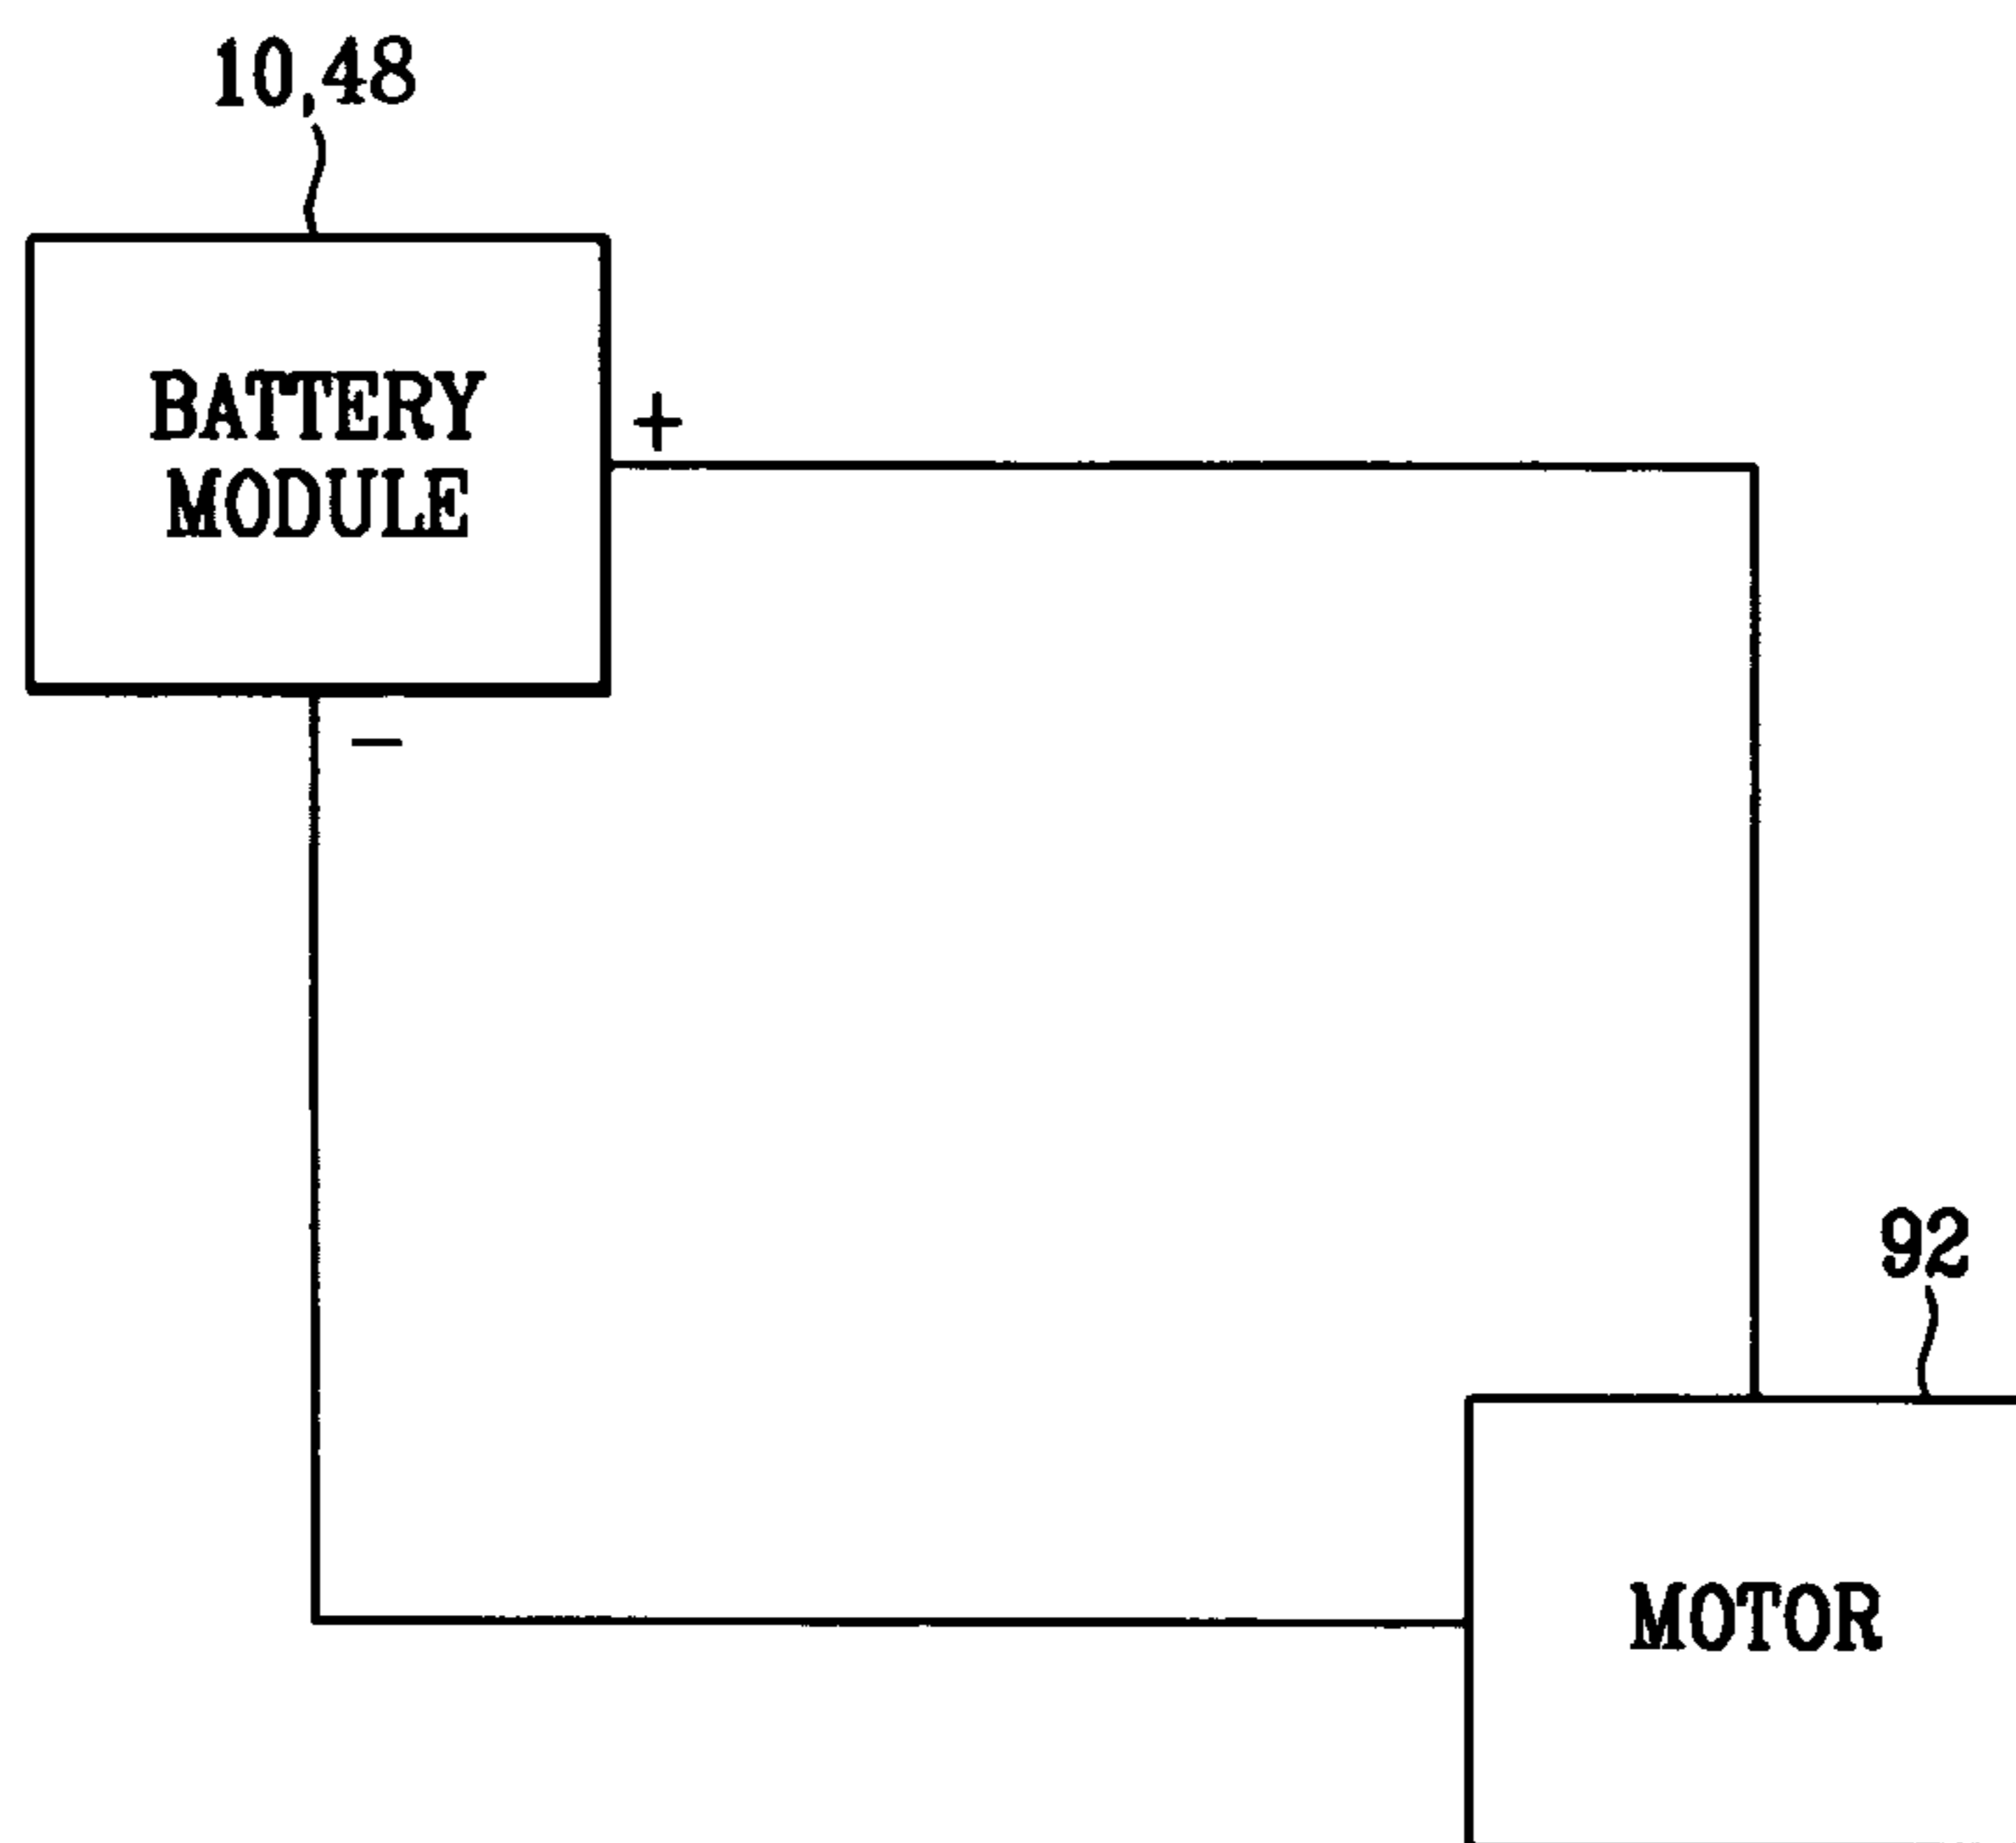 10,48
BATTERY
MODULE
+
−
92
MOTOR